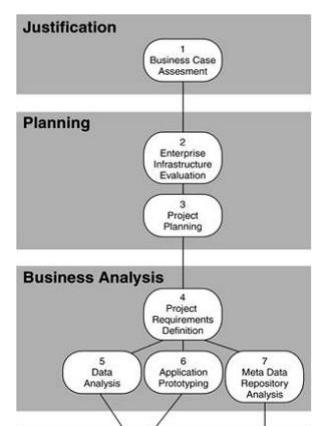 Justification
1
Business Case
Assesment
Planning
2
Enterprise
Infrastructure
Evaluation
3
Project
Planning
Business Analysis
4
Project
Requirements
Definition
5
Data
Analysis
6
Application
Prototyping
7
Meta Data
Repository
Analysis